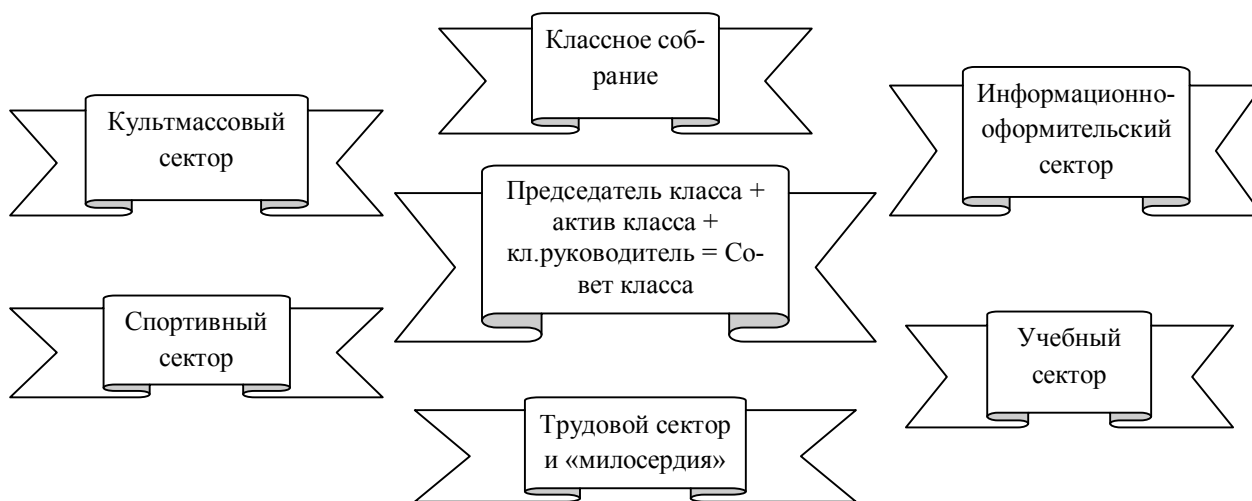 Классное соб-
рание
Культмассовый
сектор
Информационно-
оформительский
сектор
Председатель класса +
актив класса +
кл.руководитель = Со-
вет класса
Спортивный
сектор
Учебный
сектор
Трудовой сектор
и «милосердия»